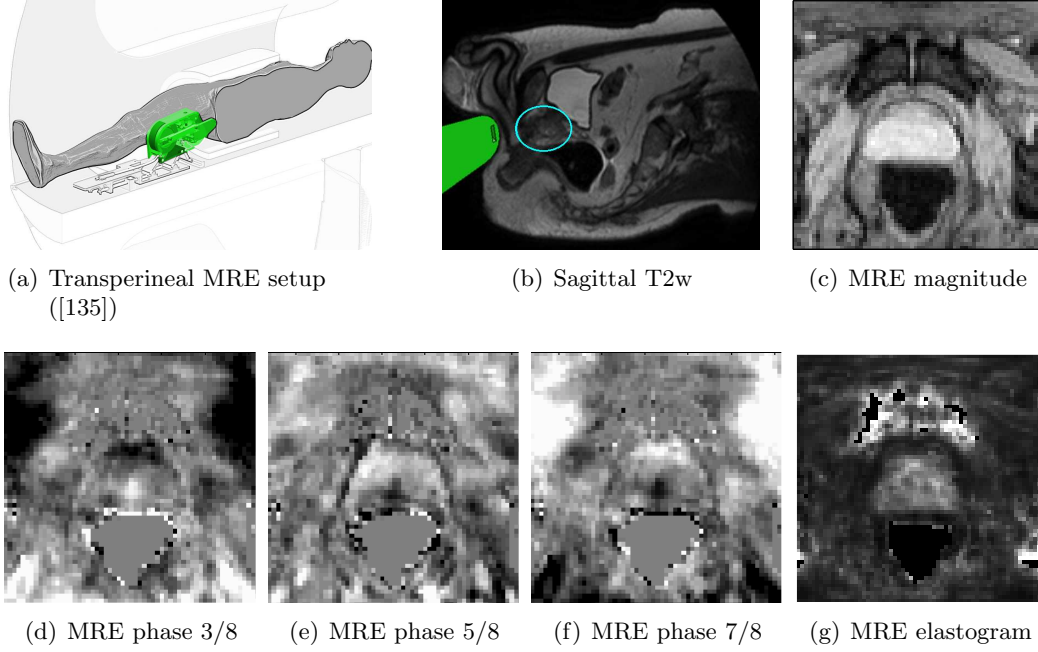 (a) Transperineal MRE setup
([135])
(b) Sagittal T2w
(c) MRE magnitude
(d) MRE phase 3/8
(e) MRE phase 5/8
(f) MRE phase 7/8
(g) MRE elastogram